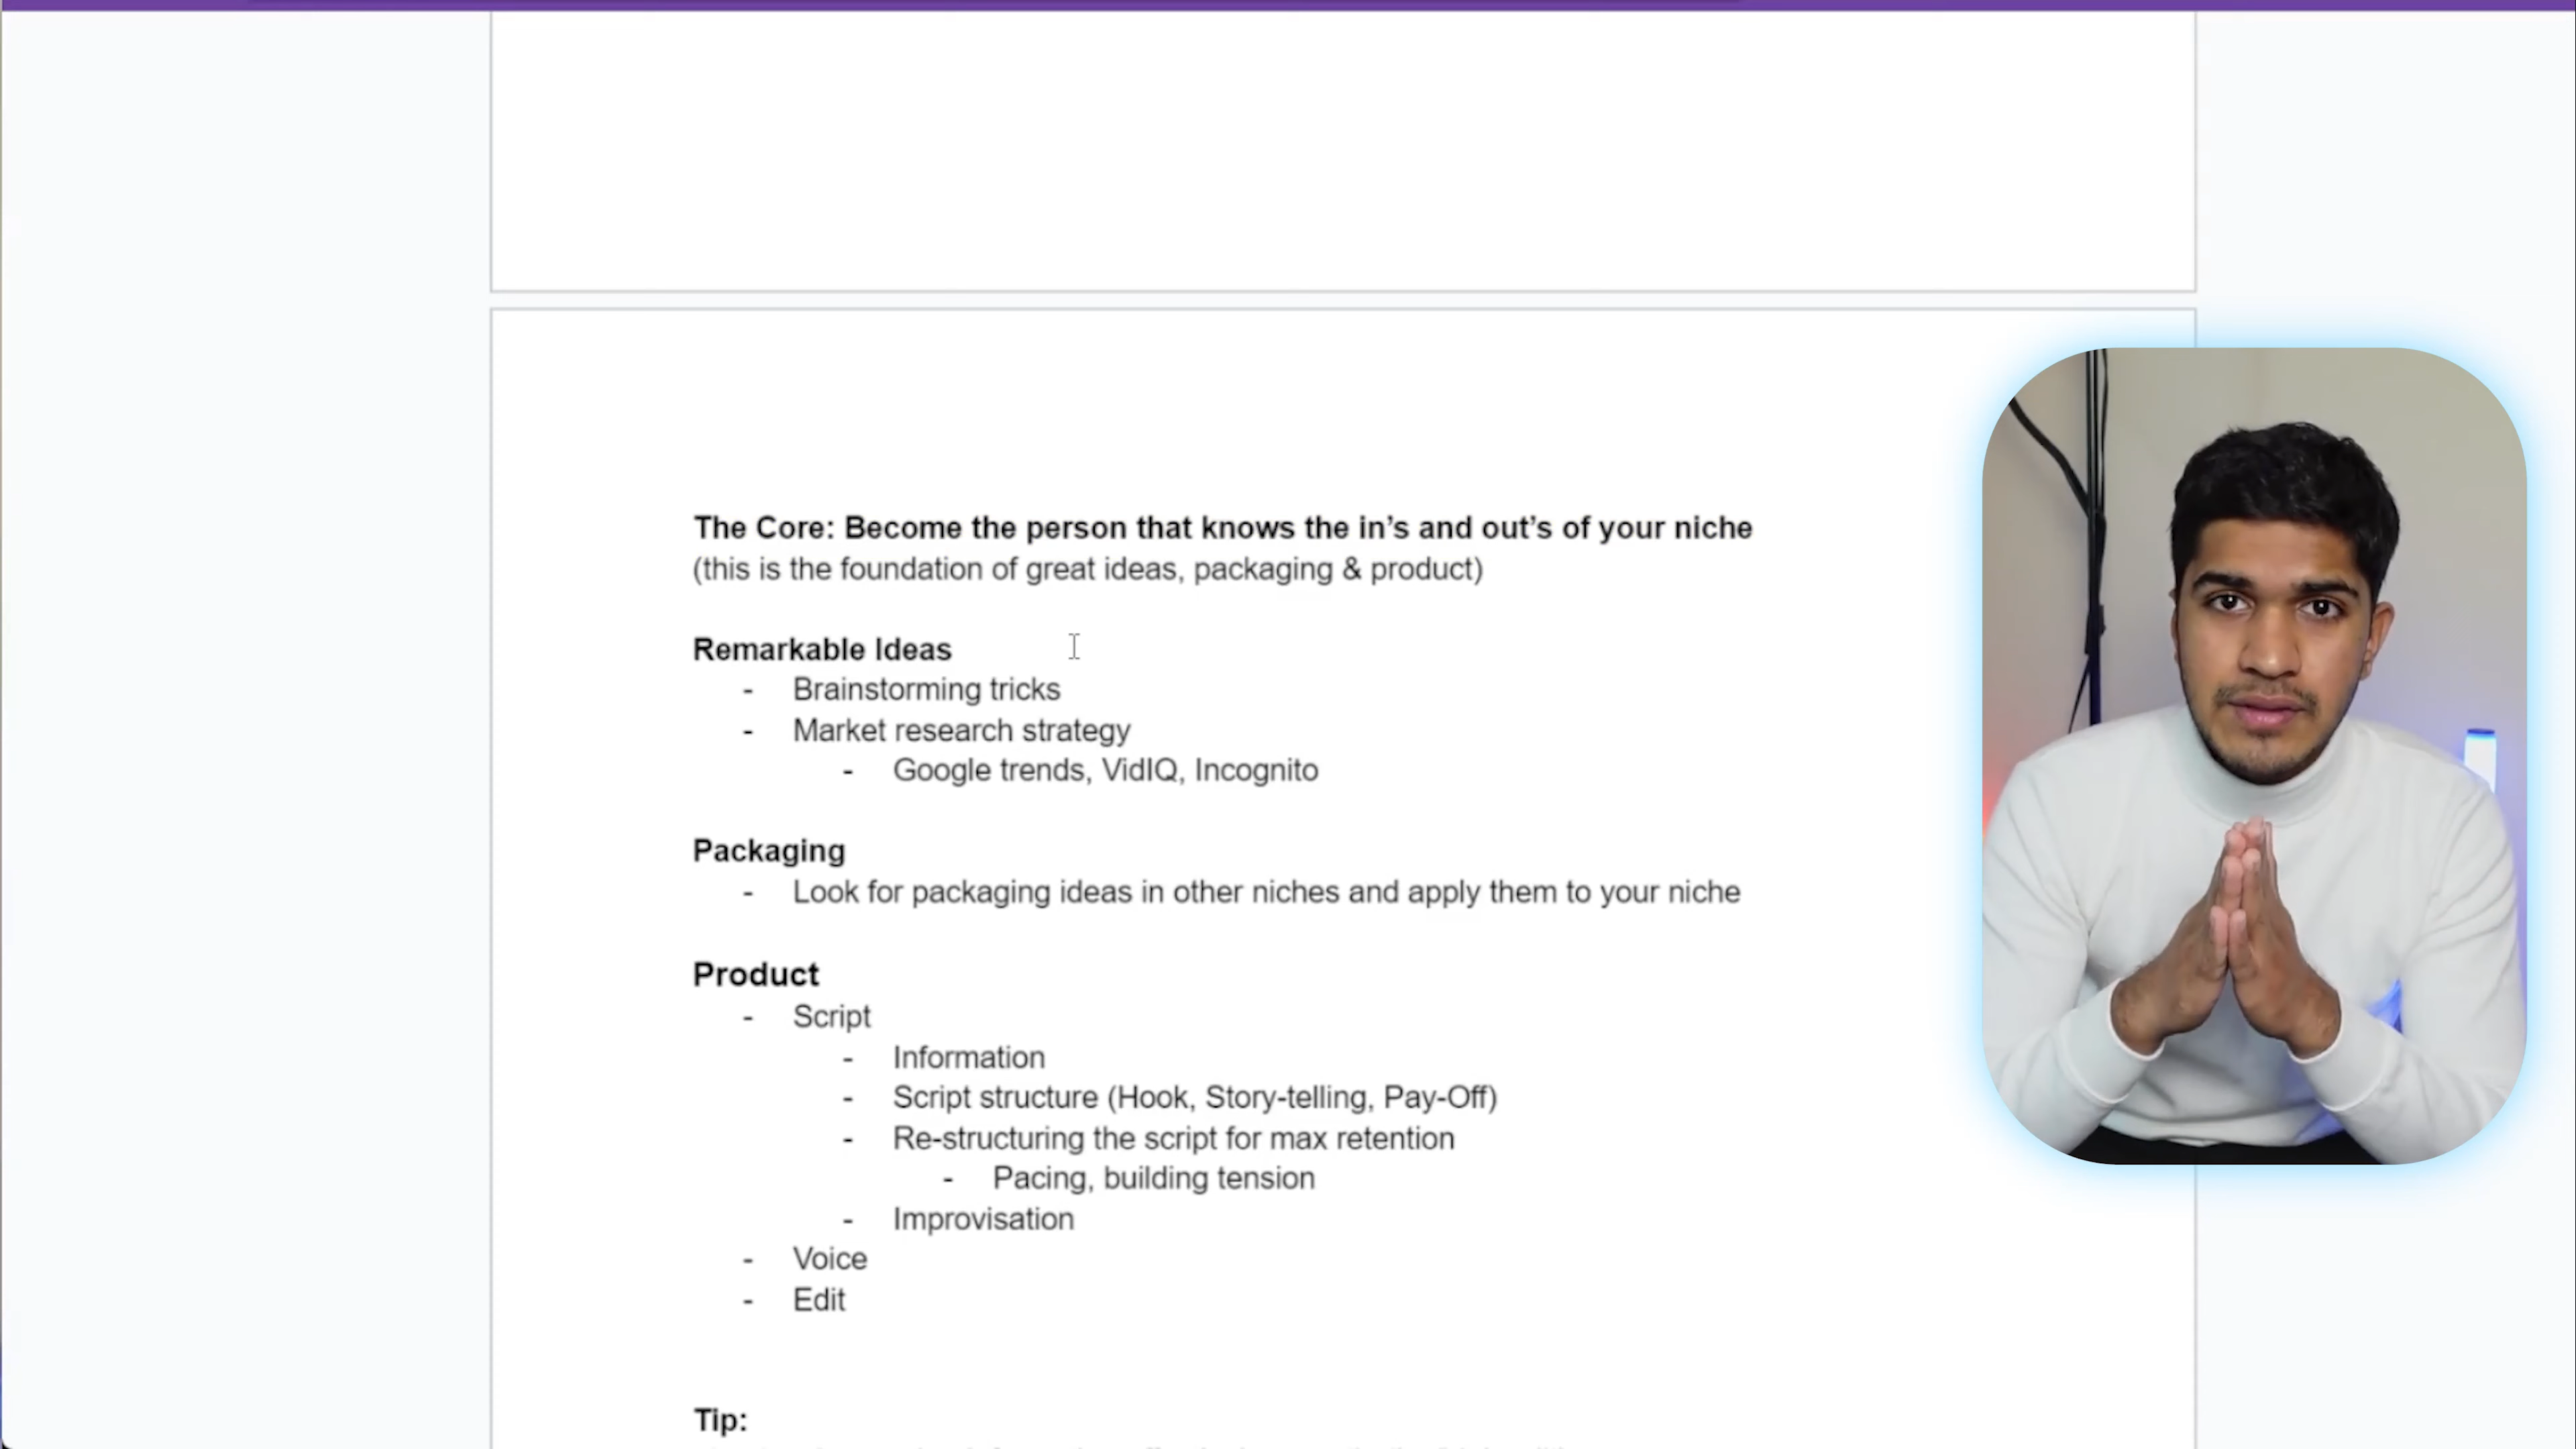 The Core: Become the person that knows the in’s and out’s of your niche
(this is the foundation of great ideas, packaging & product)
Remarkable Ideas
- Brainstorming tricks
- Market research strategy
- Google trends, VidIQ, Incognito
Packaging
- Look for packaging ideas in other niches and apply them to your niche
Product
- Script
- Information
- Script structure (Hook, Story-telling, Pay-Off)
- Re-structuring the script for max retention
- Pacing, building tension
- Improvisation
- Voice
- Edit
Tip: